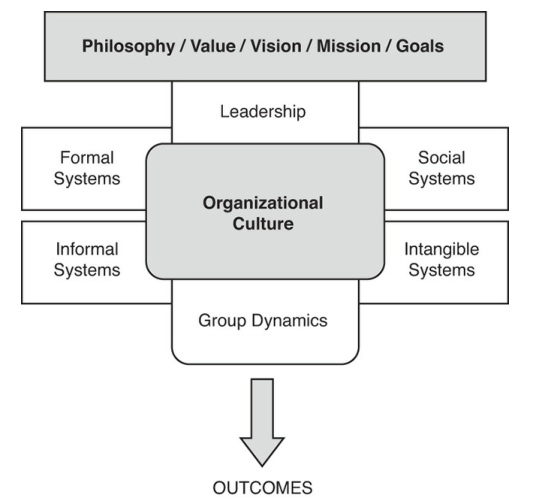 Philosophy / Value / Vision / Mission / Goals
Leadership
Formal
Systems
Social
Systems
Organizational
Culture
Informal
Systems
Intangible
Systems
Group Dynamics
OUTCOMES